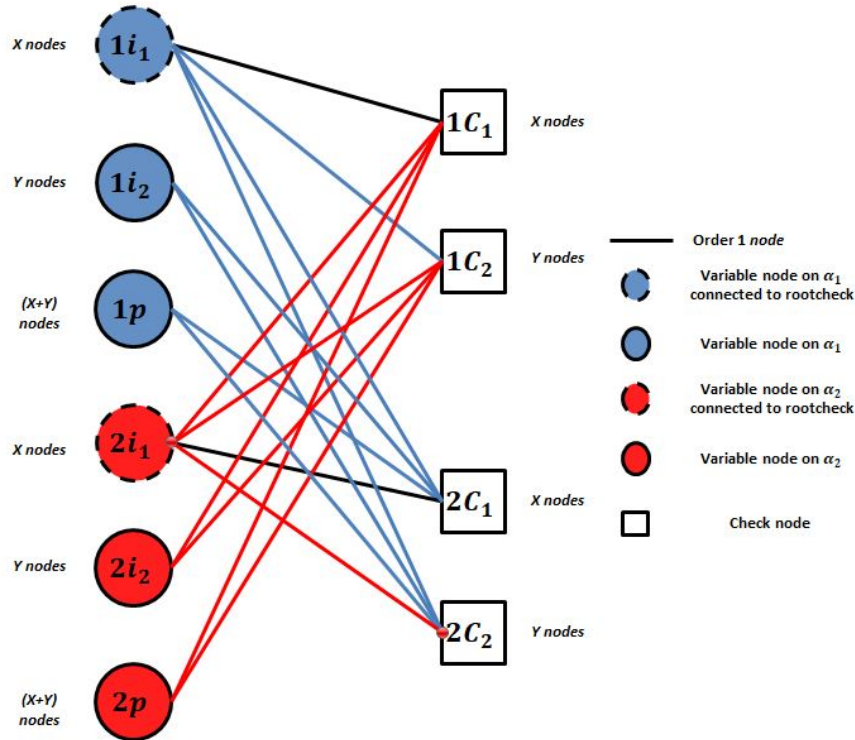 X nodes
1i₁
Y nodes
1i₂
(X+Y)
nodes
1p
X nodes
2i₁
Y nodes
2i₂
(X+Y)
nodes
2p
1C₁
X nodes
1C₂
Y nodes
2C₁
X nodes
2C₂
Y nodes
Order 1 node
Variable node on α₁
connected to rootcheck
Variable node on α₁
Variable node on α₂
connected to rootcheck
Variable node on α₂
Check node